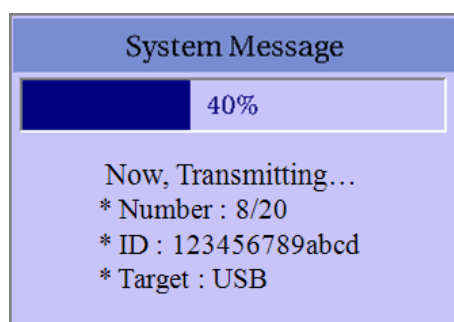 System Message
40%
Now, Transmitting…
* Number : 8/20
* ID : 123456789abcd
* Target : USB